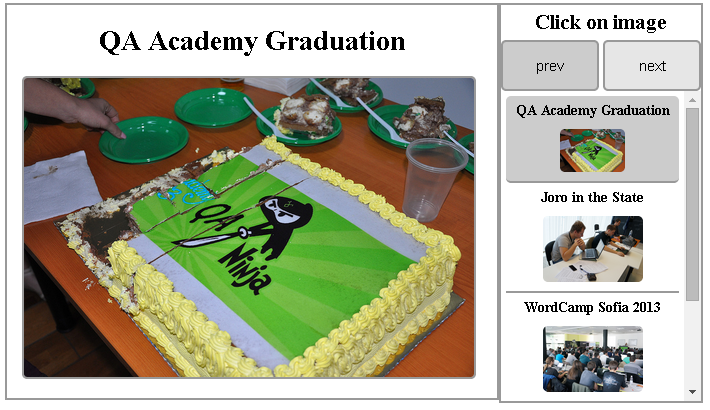 QA Academy Graduation
QA
Ninja
Click on image
prev
next
QA Academy Graduation
Joro in the State
WordCamp Sofia 2013